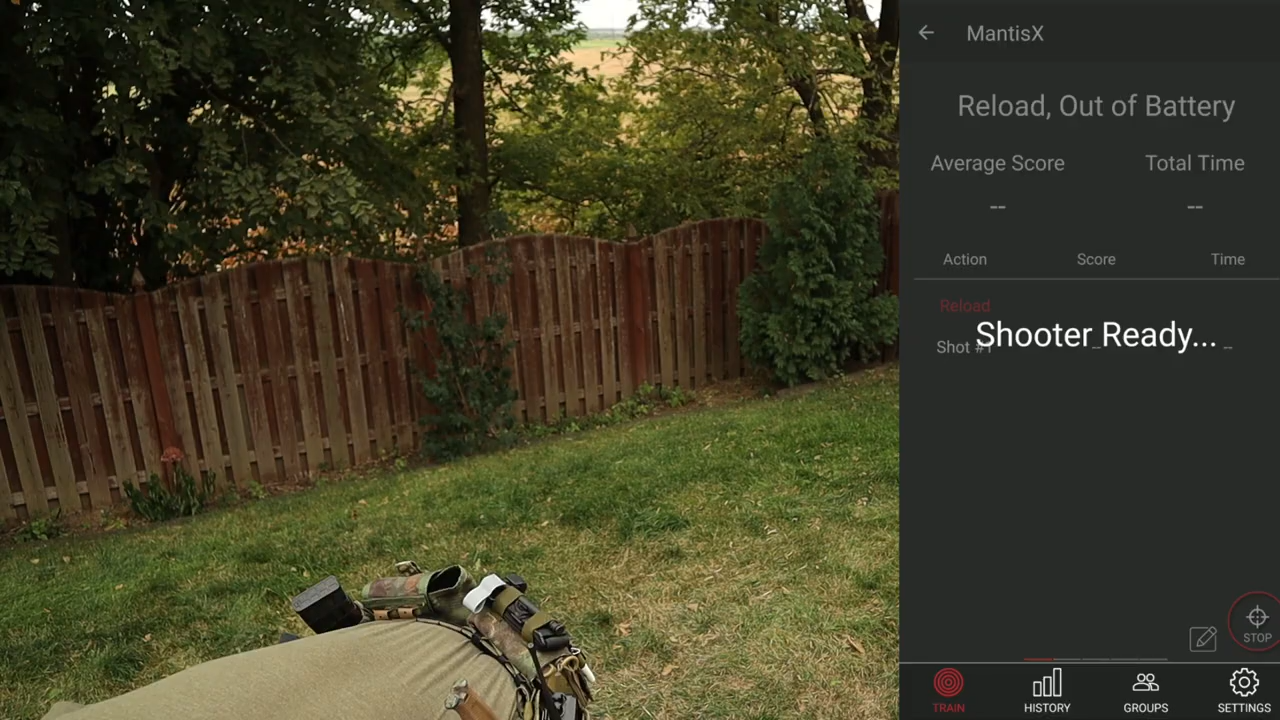 MantisX
Reload, Out of Battery
Average Score Total Time
-- --
Action Score Time
Reload
Shooter Ready...
Shot #1 -- --
STOP
TRAIN HISTORY GROUPS SETTINGS